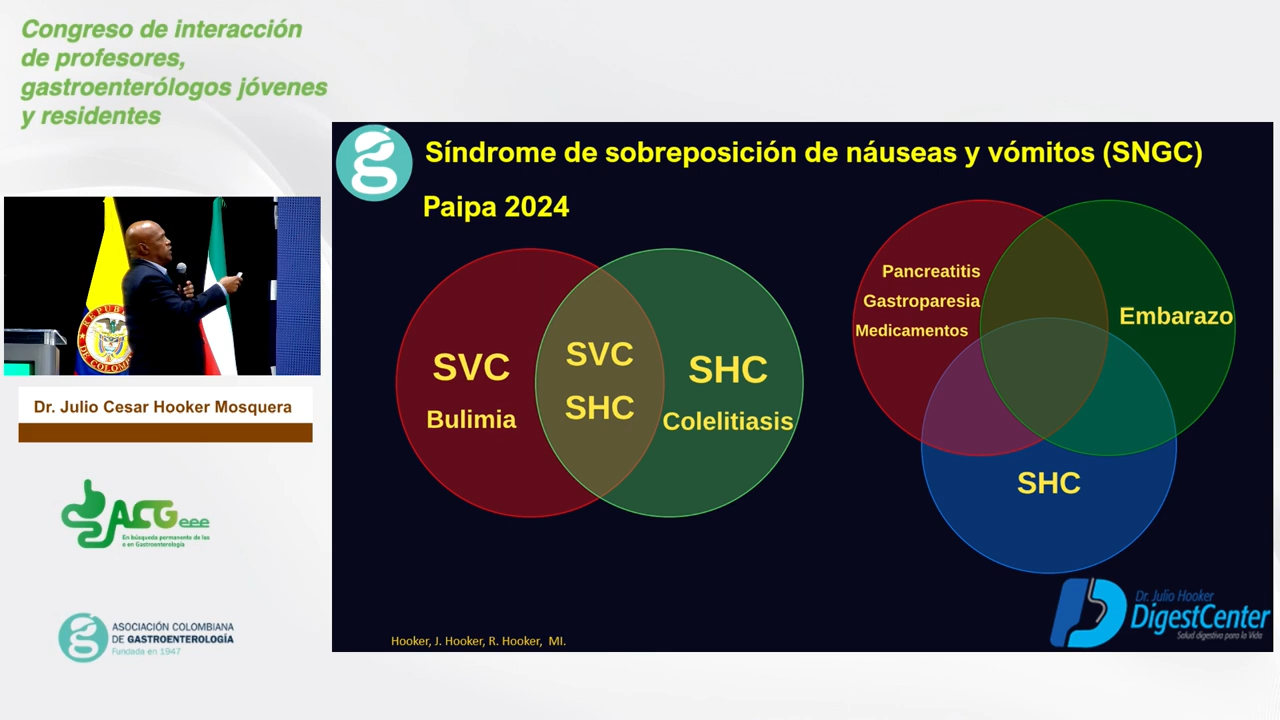 Congreso de interacción
de profesores,
gastroenterólogos jóvenes
y residentes
Síndrome de sobreposición de náuseas y vómitos (SNGC)
Paipa 2024
SVC
Bulimia
SVC
SHC
SHC
Colelitiasis
Pancreatitis
Gastroparesia
Medicamentos
Embarazo
SHC
Hooker, J. Hooker, R. Hooker, MI.
Dr. Julio Hooker
DigestCenter
Salud digestiva para la Vida
Dr. Julio Cesar Hooker Mosquera
ACGeee
En búsqueda permanente de las
e en Gastroenterología
ASOCIACIÓN COLOMBIANA
DE GASTROENTEROLOGÍA
Fundada en 1947